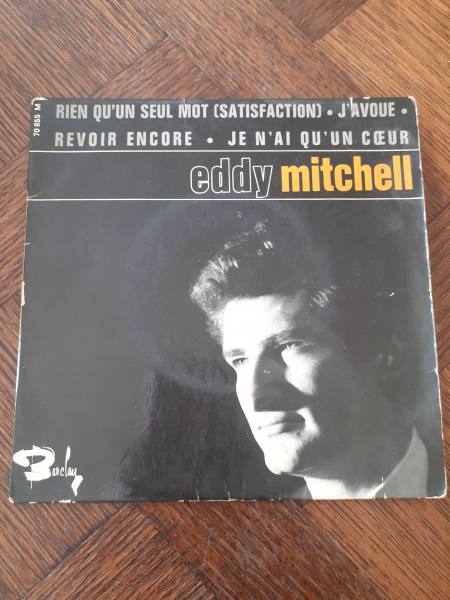 70 855 M
RIEN QU'UN SEUL MOT (SATISFACTION) • J'AVOUE •
REVOIR ENCORE • JE N'AI QU'UN CŒUR
eddy mitchell
Barclay